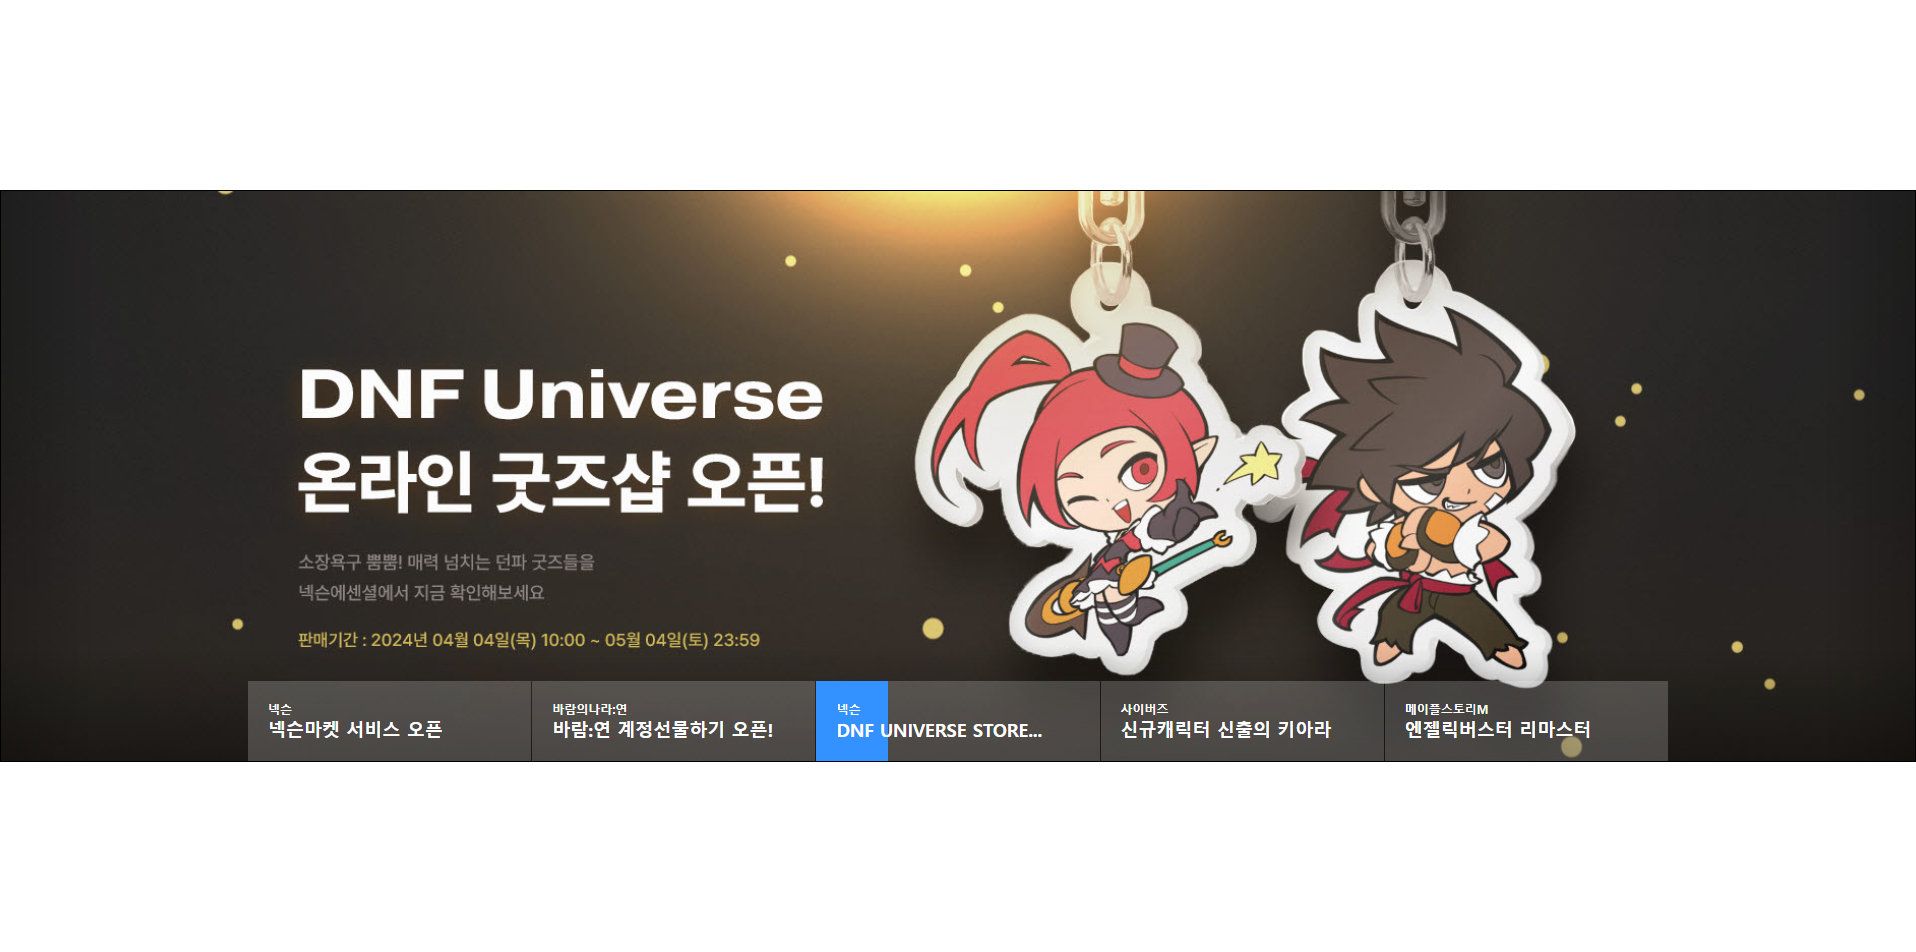 DNF Universe
온라인 굿즈샵 오픈!
소장욕구 뿜뿜! 매력 넘치는 던파 굿즈들을
넥슨에센셜에서 지금 확인해보세요
판매기간 : 2024년 04월 04일(목) 10:00 ~ 05월 04일(토) 23:59
넥슨
넥슨마켓 서비스 오픈
바람의나라:연
바람:연 계정선물하기 오픈!
넥슨
DNF UNIVERSE STORE...
사이버즈
신규캐릭터 신출의 키아라
메이플스토리M
엔젤릭버스터 리마스터